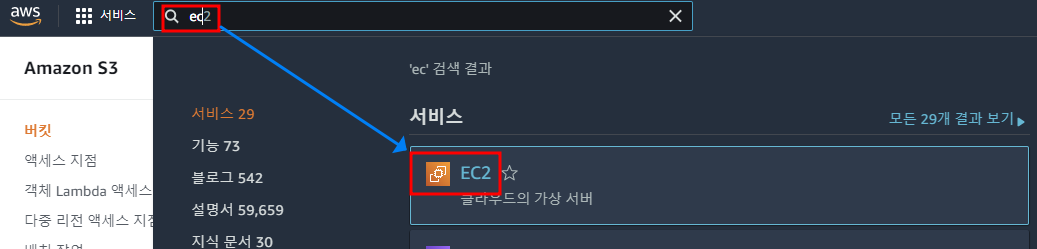 aws
서비스
ec2
Amazon S3
버킷
액세스 지점
객체 Lambda 액세스
다중 리전 액세스 지점
배치 작업
'ec' 검색 결과
서비스 29
기능 73
블로그 542
설명서 59,659
지식 문서 30
서비스
모든 29개 결과 보기
EC2
클라우드의 가상 서버